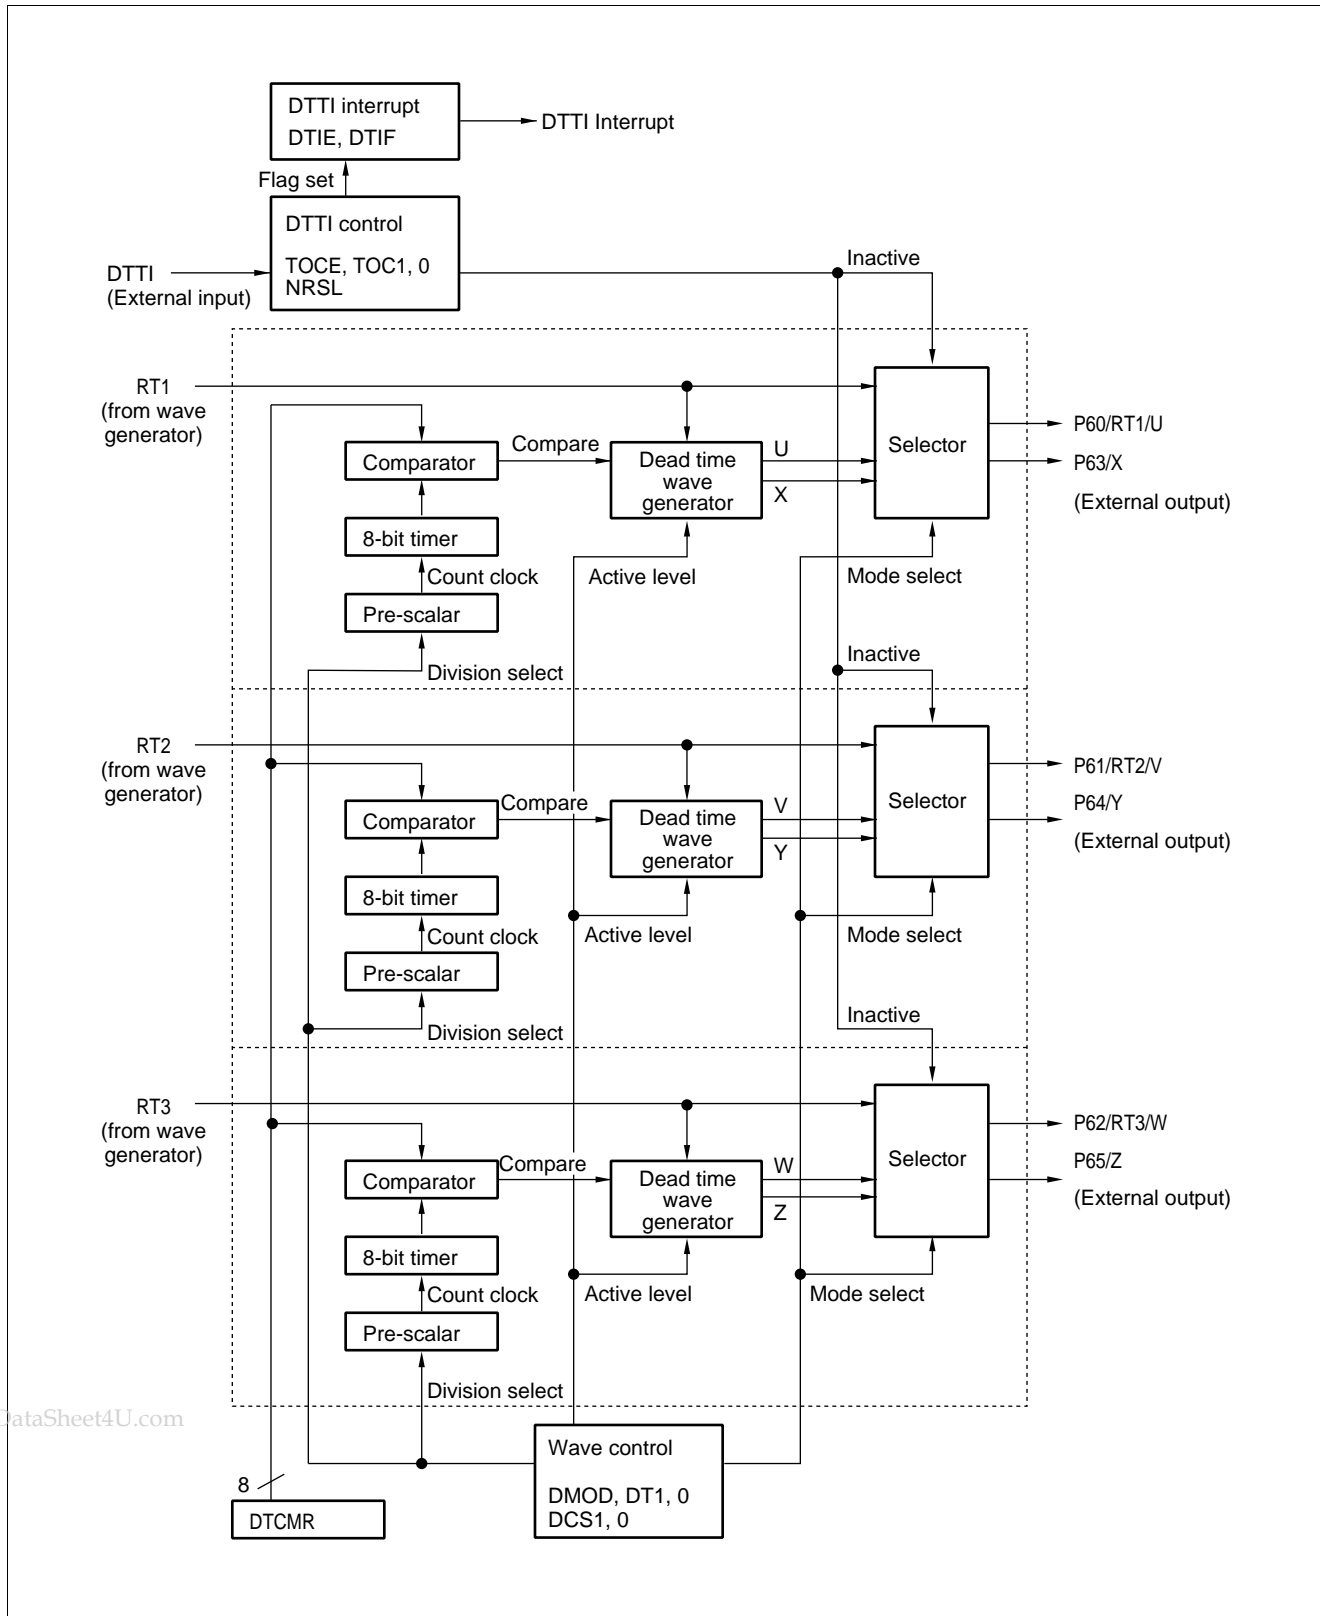 DTTI interrupt
DTIE, DTIF
DTTI Interrupt
Flag set
DTTI control
TOCE, TOC1, 0
NRSL
DTTI
(External input)
Inactive
RT1
(from wave
generator)
Comparator
Compare
Dead time
wave
generator
U
X
Selector
P60/RT1/U
P63/X
(External output)
8-bit timer
Count clock
Active level
Mode select
Pre-scalar
Division select
Inactive
RT2
(from wave
generator)
Comparator
Compare
Dead time
wave
generator
V
Y
Selector
P61/RT2/V
P64/Y
(External output)
8-bit timer
Count clock
Active level
Mode select
Pre-scalar
Division select
Inactive
RT3
(from wave
generator)
Comparator
Compare
Dead time
wave
generator
W
Z
Selector
P62/RT3/W
P65/Z
(External output)
8-bit timer
Count clock
Active level
Mode select
Pre-scalar
Division select
DataSheet4U.com
Wave control
DMOD, DT1, 0
DCS1, 0
8
DTCMR